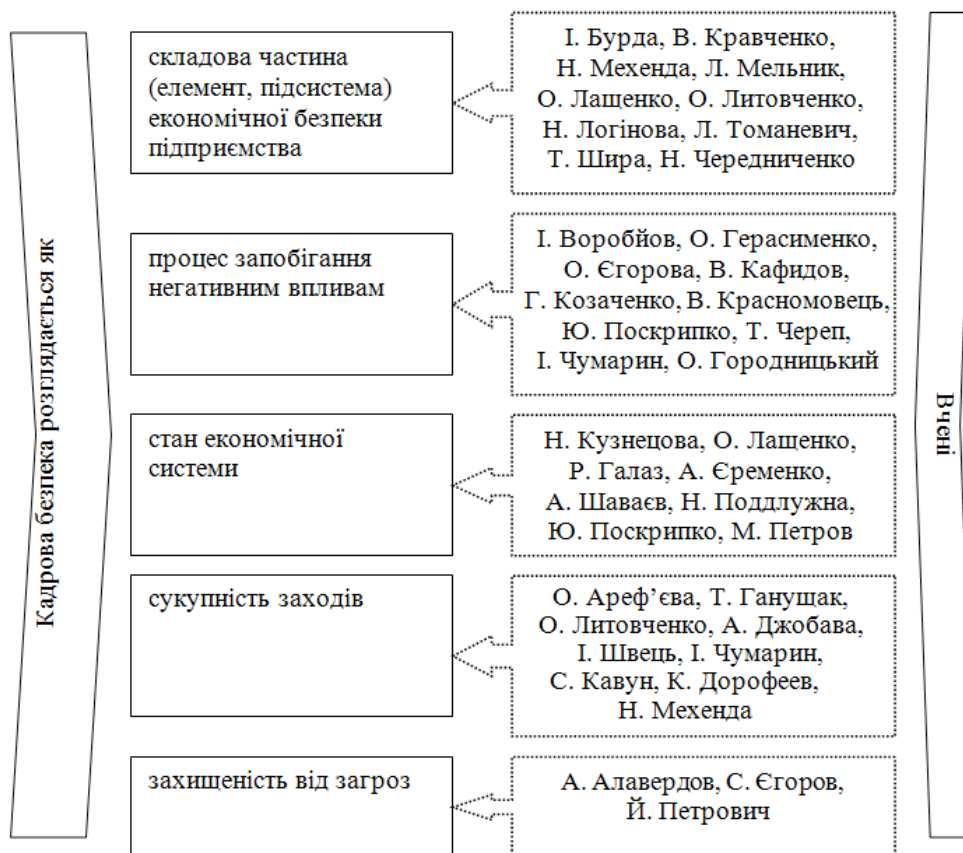 Кадрова безпека розглядається як
складова частина
(елемент, підсистема)
економічної безпеки
підприємства
І. Бурда, В. Кравченко,
Н. Мехенда, Л. Мельник,
О. Лащенко, О. Литовченко,
Н. Логінова, Л. Томаневич,
Т. Шира, Н. Чередниченко
процес запобігання
негативним впливам
І. Воробйов, О. Герасименко,
О. Єгорова, В. Кафидов,
Г. Козаченко, В. Красномовець,
Ю. Поскрипко, Т. Череп,
І. Чумарин, О. Городницький
стан економічної
системи
Н. Кузнецова, О. Лащенко,
Р. Галаз, А. Єременко,
А. Шаваєв, Н. Поддлужна,
Ю. Поскрипко, М. Петров
сукупність заходів
О. Ареф’єва, Т. Ганущак,
О. Литовченко, А. Джобава,
І. Швець, І. Чумарин,
С. Кавун, К. Дорофеев,
Н. Мехенда
захищеність від загроз
А. Алавердов, С. Єгоров,
Й. Петрович
Вчені